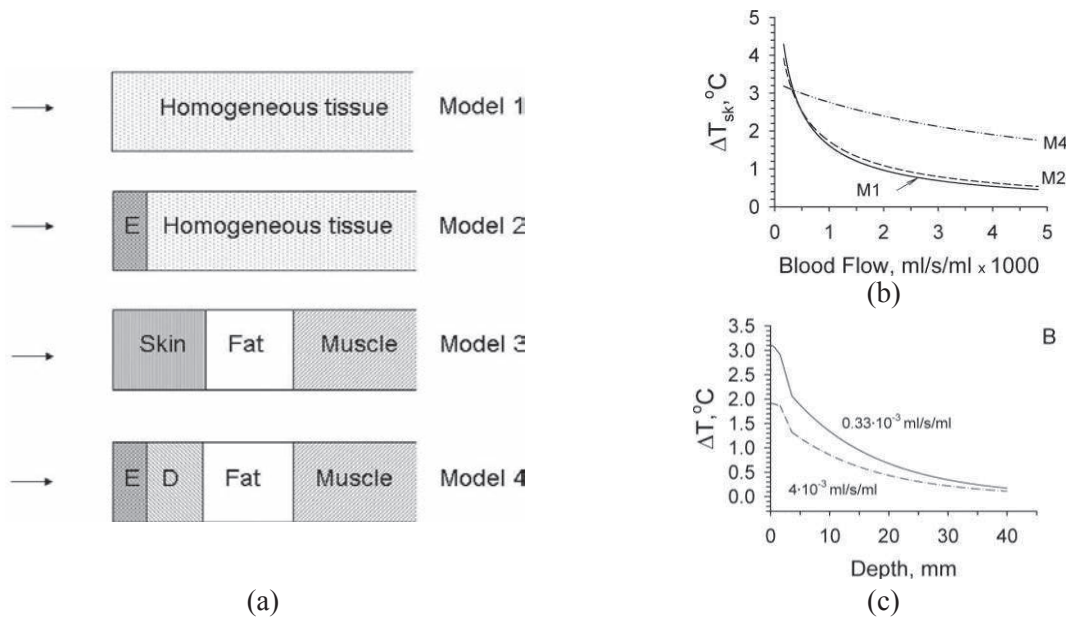 Homogeneous tissue Model 1
E Homogeneous tissue Model 2
Skin Fat Muscle Model 3
E D Fat Muscle Model 4
(a)
ΔTsk, °C
5
4
3
2
1
0
M4
M2
M1
0 1 2 3 4 5
Blood Flow, ml/s/ml x 1000
(b)
B
ΔT, °C
3.5
3.0
2.5
2.0
1.5
1.0
0.5
0.0
0.33·10⁻³ ml/s/ml
4·10⁻³ ml/s/ml
0 10 20 30 40
Depth, mm
(c)